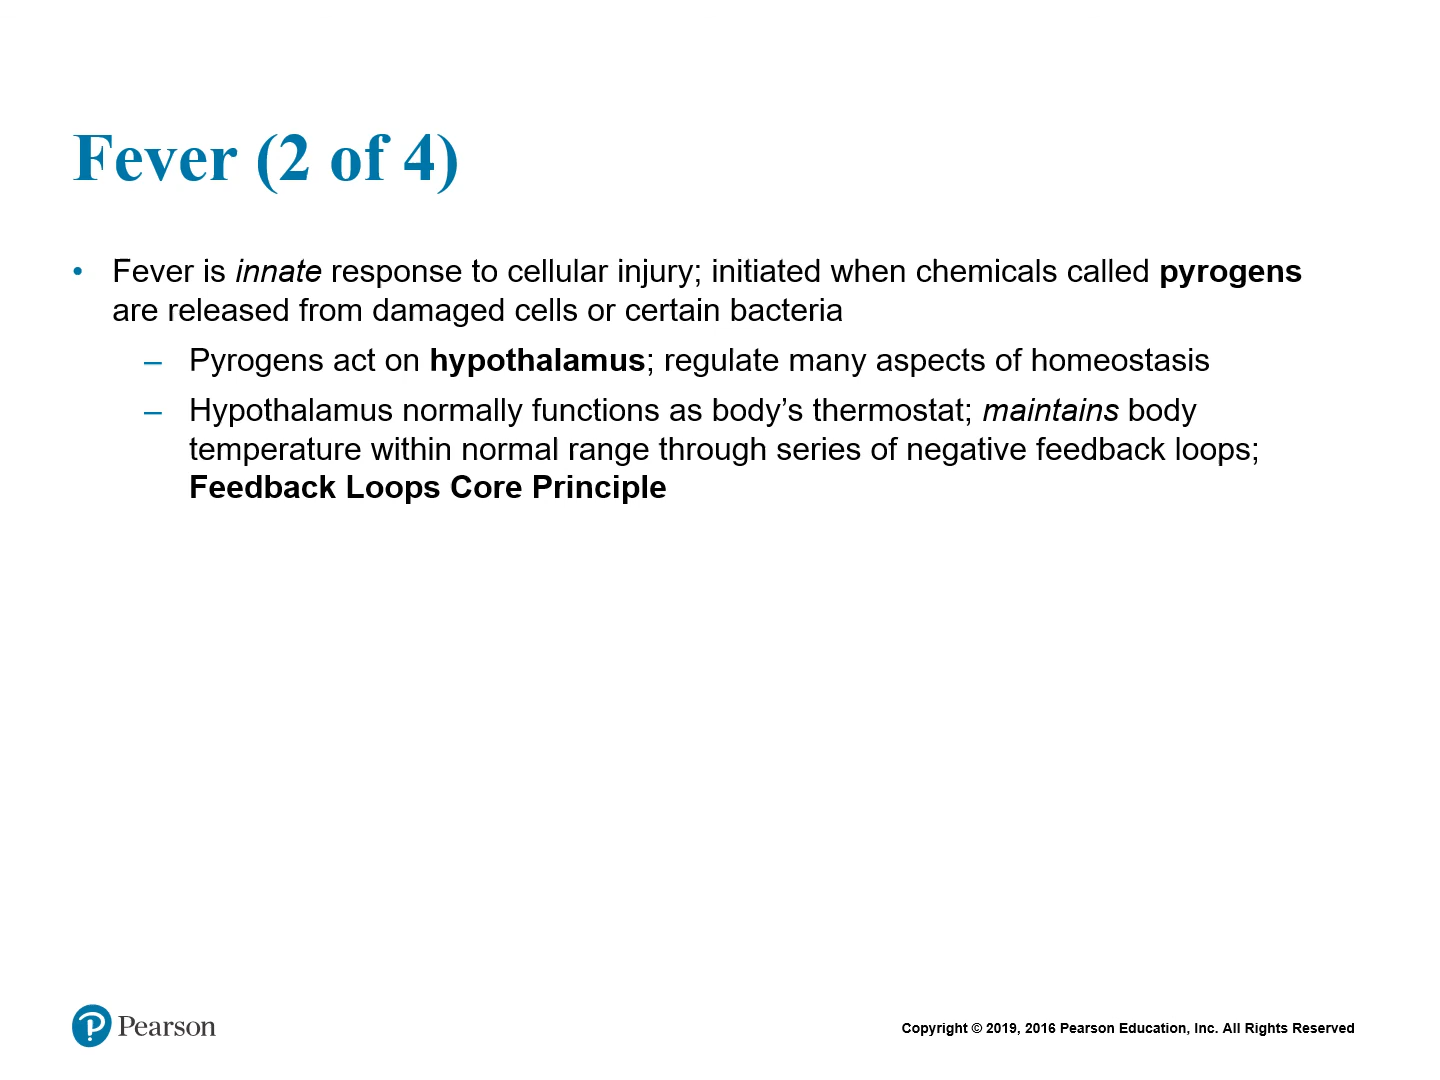 Fever (2 of 4)
• Fever is innate response to cellular injury; initiated when chemicals called pyrogens
are released from damaged cells or certain bacteria
– Pyrogens act on hypothalamus; regulate many aspects of homeostasis
– Hypothalamus normally functions as body’s thermostat; maintains body
temperature within normal range through series of negative feedback loops;
Feedback Loops Core Principle
Pearson
Copyright © 2019, 2016 Pearson Education, Inc. All Rights Reserved